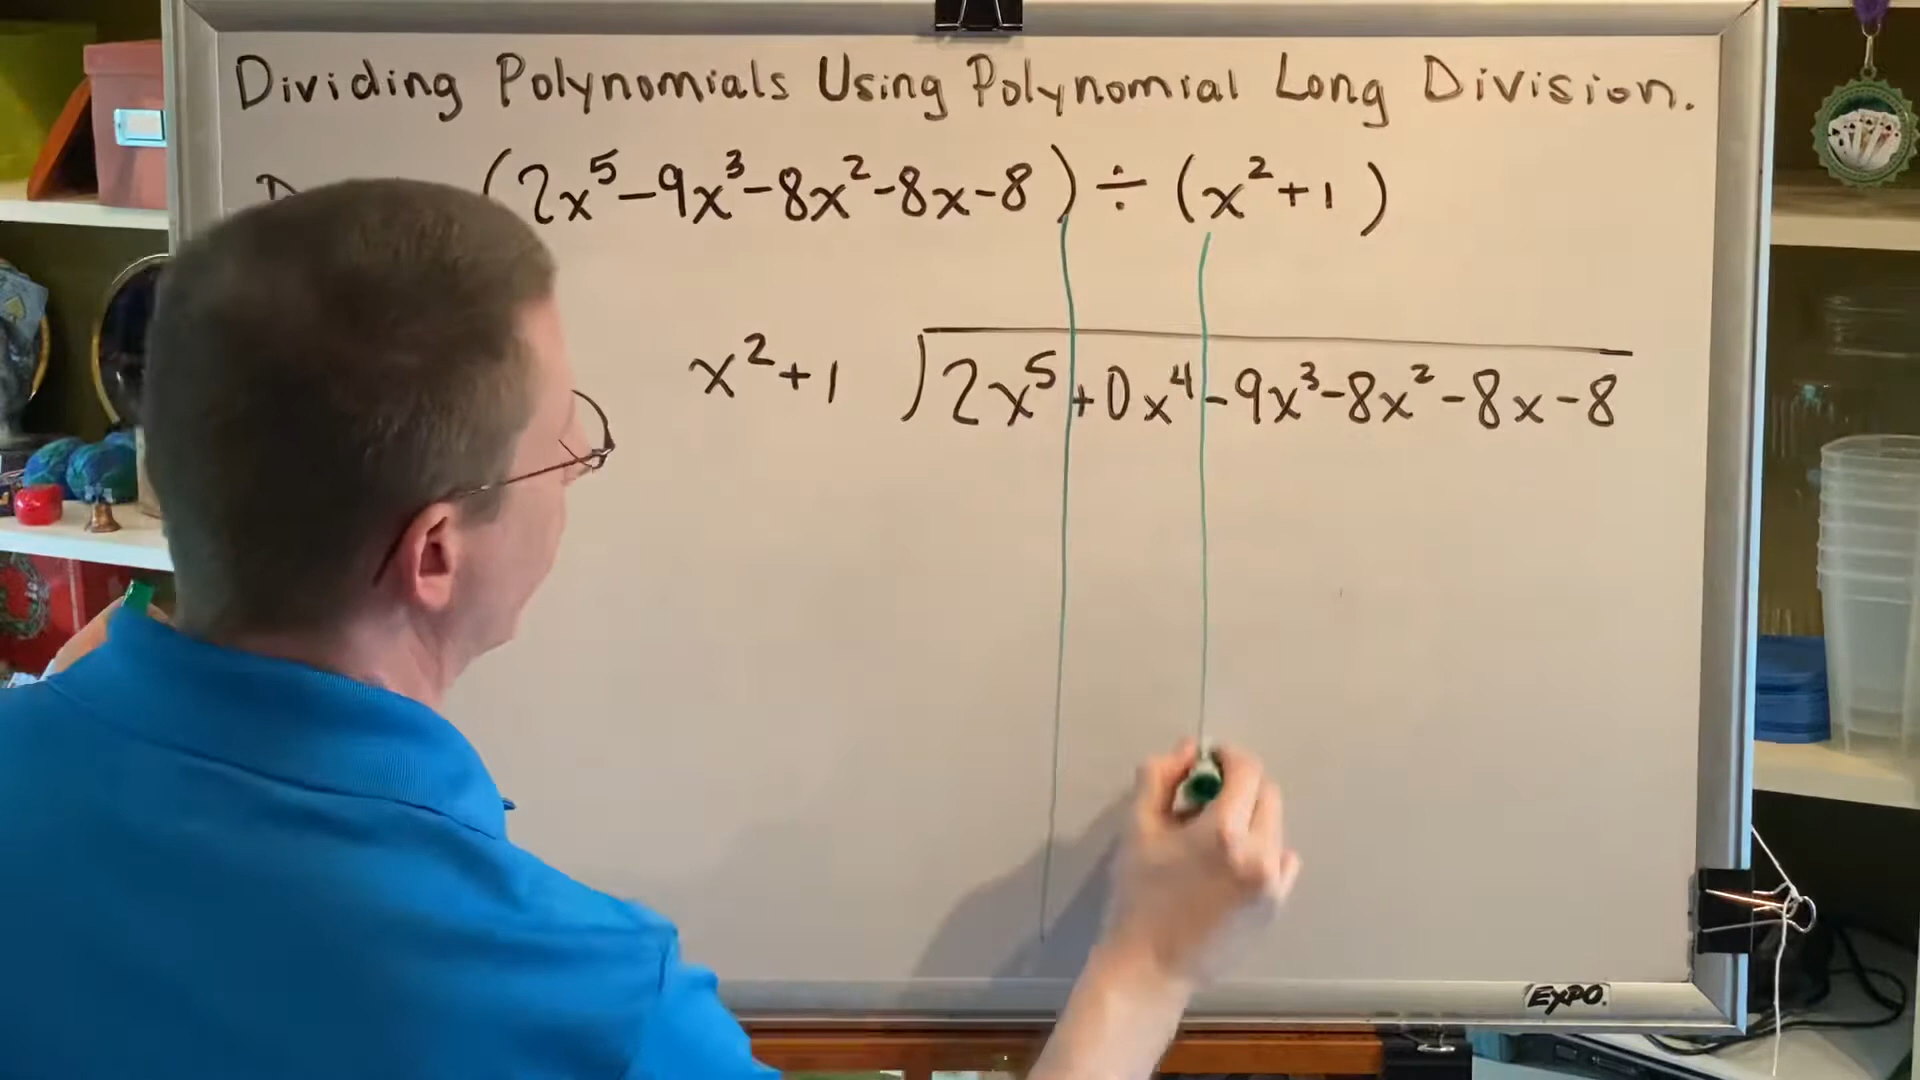 Dividing Polynomials Using Polynomial Long Division.
(2x⁵-9x³-8x²-8x-8) ÷ (x²+1)
x²+1 )2x⁵+0x⁴-9x³-8x²-8x-8
EXPO